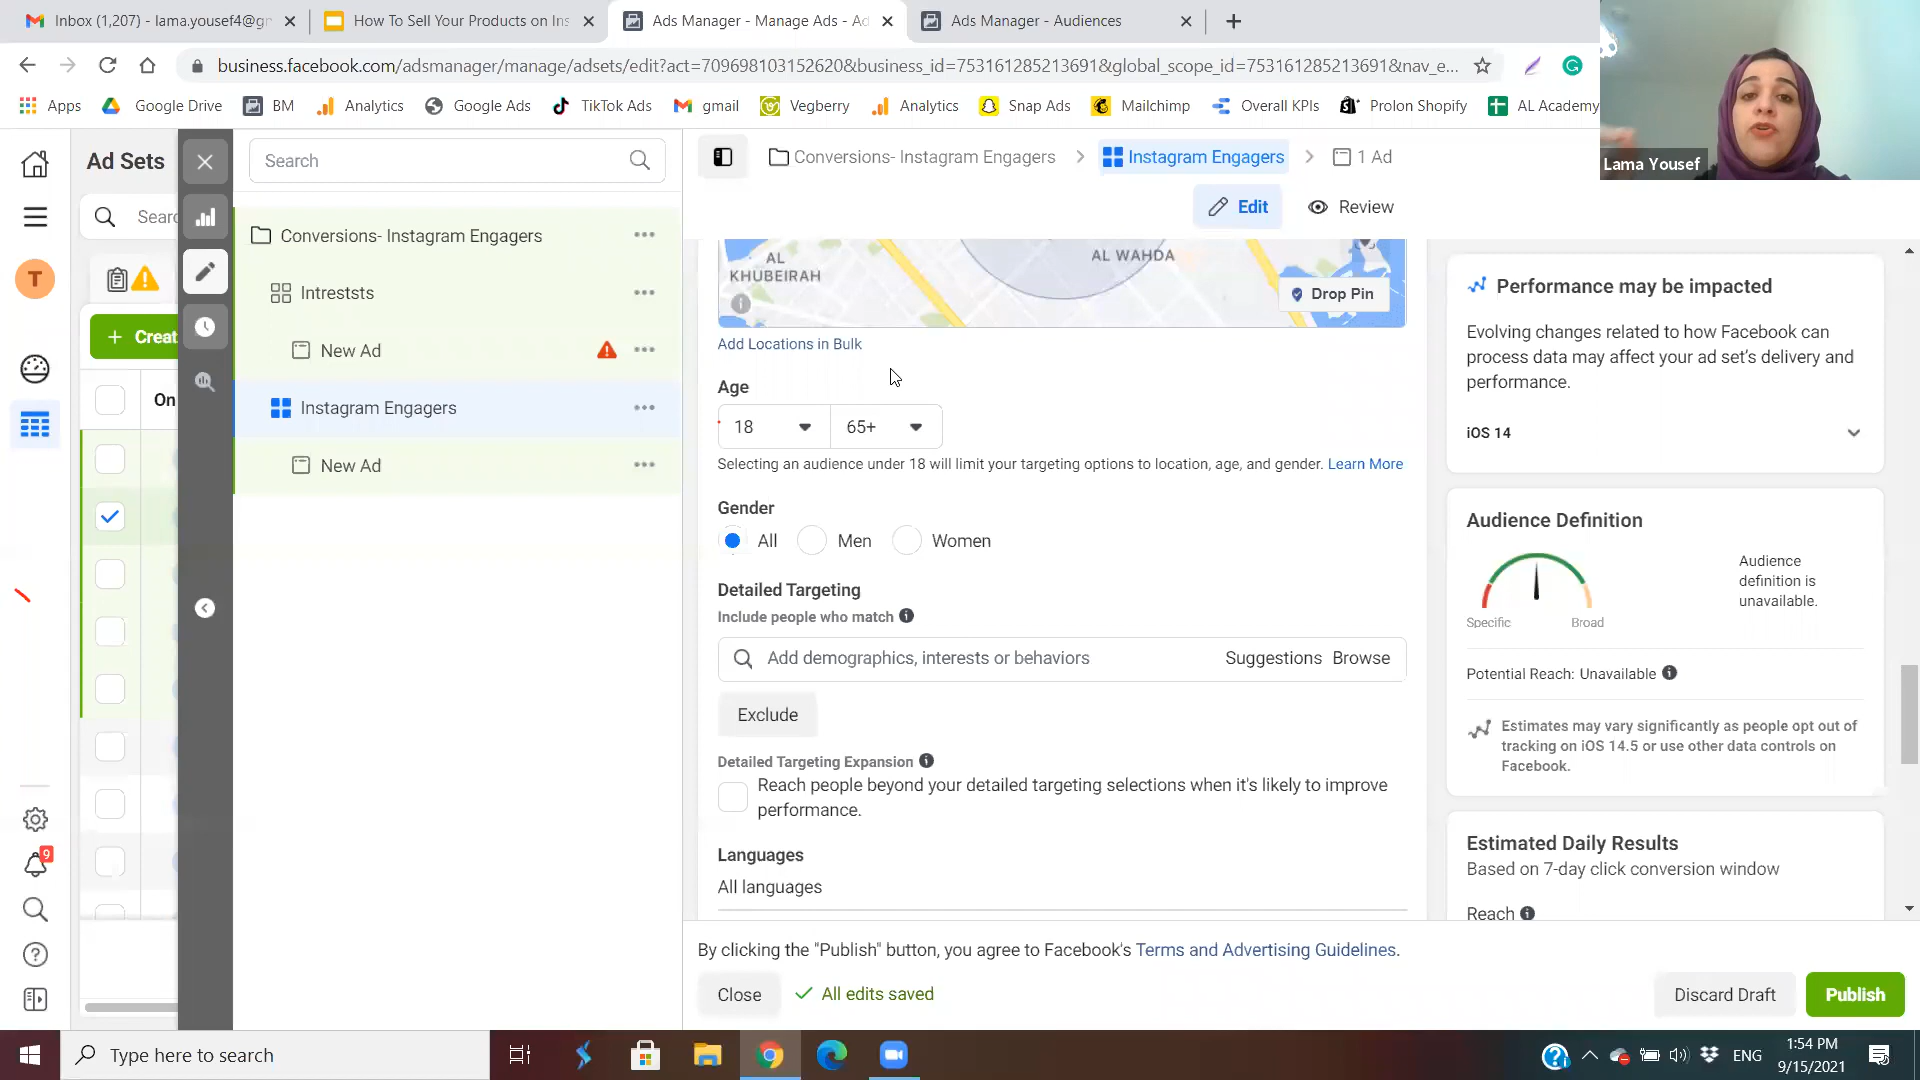 Inbox (1,207) - lama.yousef4@gm
How To Sell Your Products on Ins
Ads Manager - Manage Ads - Ad
Ads Manager - Audiences
business.facebook.com/adsmanager/manage/adsets/edit?act=709698103152620&business_id=753161285213691&global_scope_id=753161285213691&nav_e...
Apps
Google Drive
BM
Analytics
Google Ads
TikTok Ads
gmail
Vegberry
Analytics
Snap Ads
Mailchimp
Overall KPIs
Prolon Shopify
AL Academy
Lama Yousef
Ad Sets
Search
Conversions- Instagram Engagers
Instagram Engagers
1 Ad
Edit
Review
T
Sear
Creat
On
9
Conversions- Instagram Engagers
Intreststs
New Ad
Instagram Engagers
New Ad
AL
KHUBEIRAH
AL WAHDA
Drop Pin
Add Locations in Bulk
Age
18
65+
Selecting an audience under 18 will limit your targeting options to location, age, and gender. Learn More
Gender
All
Men
Women
Detailed Targeting
Include people who match
Add demographics, interests or behaviors
Suggestions
Browse
Exclude
Detailed Targeting Expansion
Reach people beyond your detailed targeting selections when it's likely to improve
performance.
Languages
All languages
Performance may be impacted
Evolving changes related to how Facebook can
process data may affect your ad set's delivery and
performance.
iOS 14
Audience Definition
Specific
Broad
Audience
definition is
unavailable.
Potential Reach: Unavailable
Estimates may vary significantly as people opt out of
tracking on iOS 14.5 or use other data controls on
Facebook.
Estimated Daily Results
Based on 7-day click conversion window
Reach
By clicking the "Publish" button, you agree to Facebook's Terms and Advertising Guidelines.
Close
All edits saved
Discard Draft
Publish
Type here to search
ENG
1:54 PM
9/15/2021